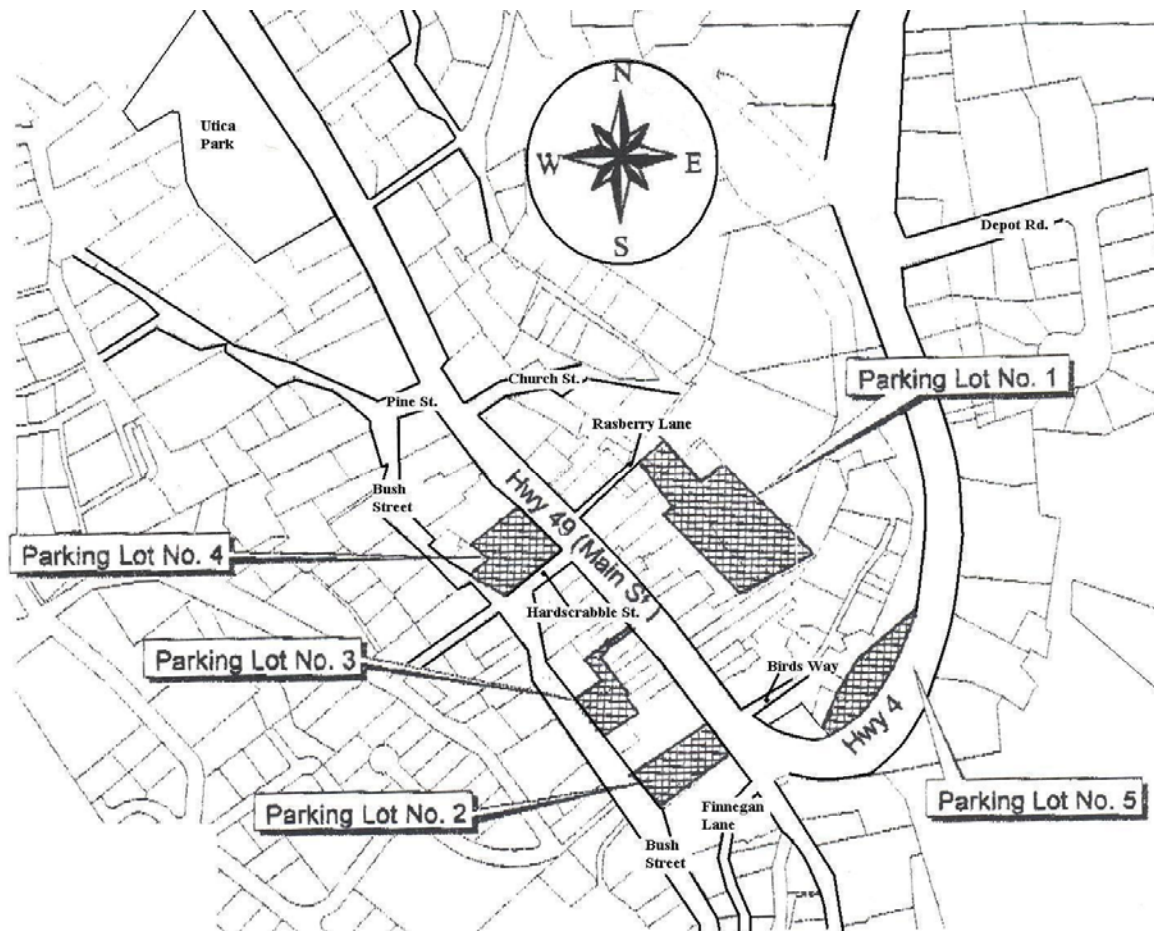 N
Utica
Park
W
E
S
Depot Rd.
Church St.
Parking Lot No. 1
Pine St.
Rasberry Lane
Hwy 49 (Main St)
Bush
Street
Parking Lot No. 4
Hardscrabble St.
Parking Lot No. 3
Birds Way
Hwy 4
Parking Lot No. 2
Finnegan
Lane
Parking Lot No. 5
Bush
Street